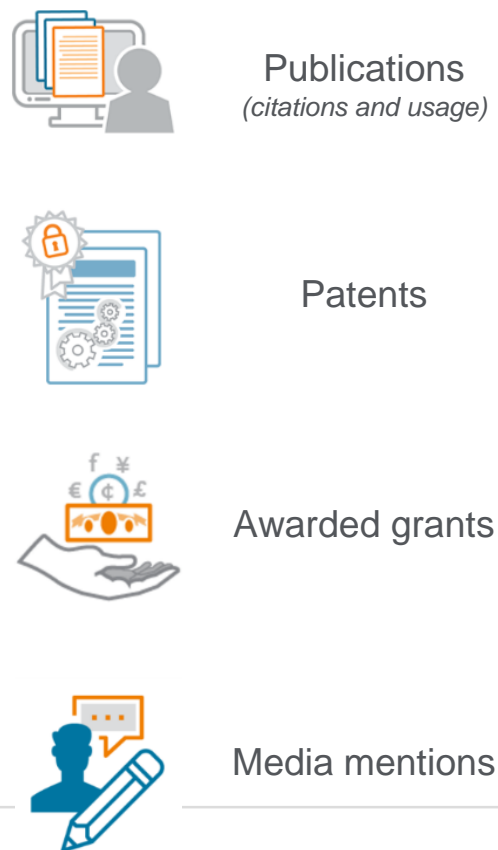 Publications
(citations and usage)
Patents
f ¥
€ ¢ £
Awarded grants
Media mentions